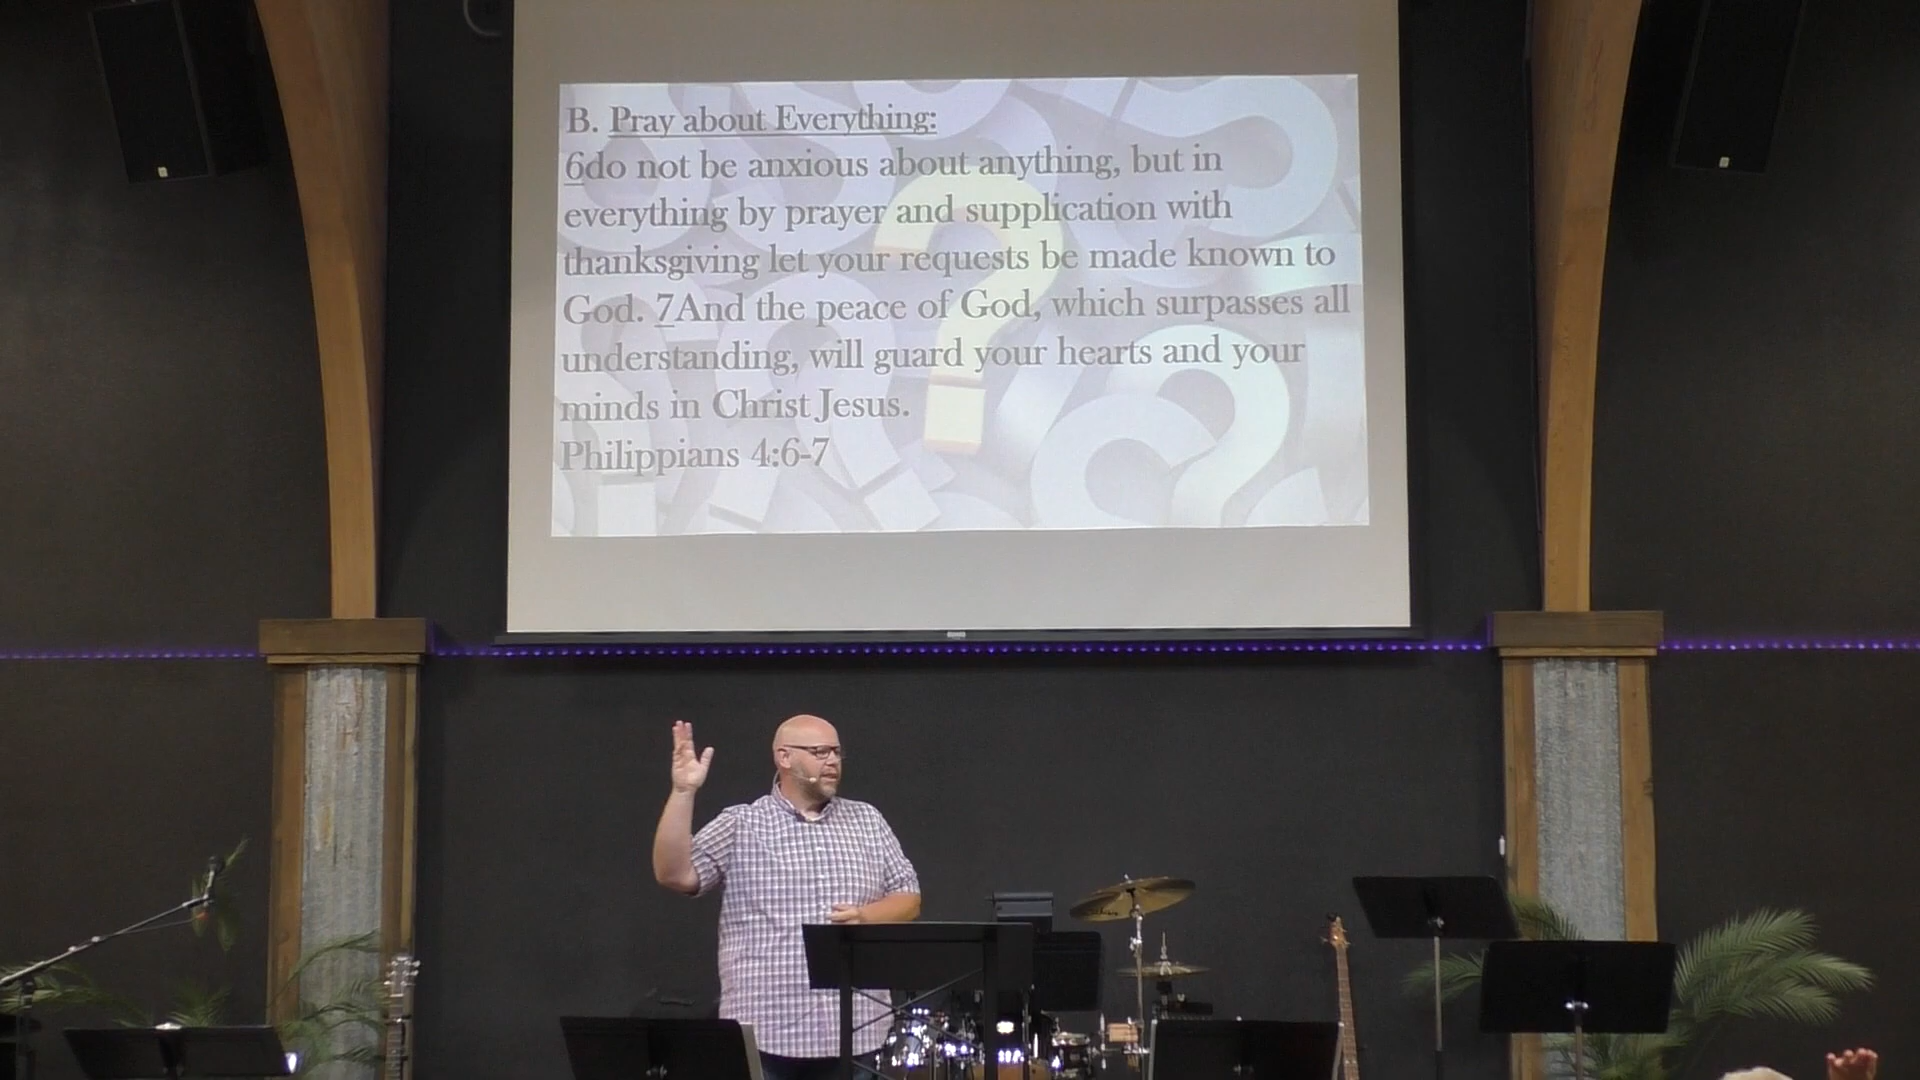 B. Pray about Everything:
6do not be anxious about anything, but in
everything by prayer and supplication with
thanksgiving let your requests be made known to
God. 7And the peace of God, which surpasses all
understanding, will guard your hearts and your
minds in Christ Jesus.
Philippians 4:6-7